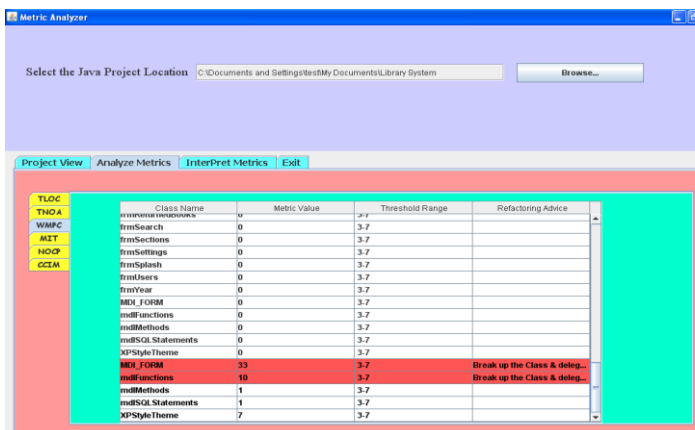 Metric Analyzer
Select the Java Project Location C:\Documents and Settings\test\My Documents\Library System Browse...
Project View Analyze Metrics InterPret Metrics Exit
TLOC
TNOA
WMPC
MIT
NOCP
CCIM
Class Name Metric Value Threshold Range Refactoring Advice
frmReturnedBooks 0 3-7
frmSearch 0 3-7
frmSections 0 3-7
frmSettings 0 3-7
frmSplash 0 3-7
frmUsers 0 3-7
frmYear 0 3-7
MDI_FORM 0 3-7
mdlFunctions 0 3-7
mdlMethods 0 3-7
mdlSQLStatements 0 3-7
XPStyleTheme 0 3-7
MDI_FORM 33 3-7 Break up the Class & deleg...
mdlFunctions 10 3-7 Break up the Class & deleg...
mdlMethods 1 3-7
mdlSQLStatements 1 3-7
XPStyleTheme 7 3-7